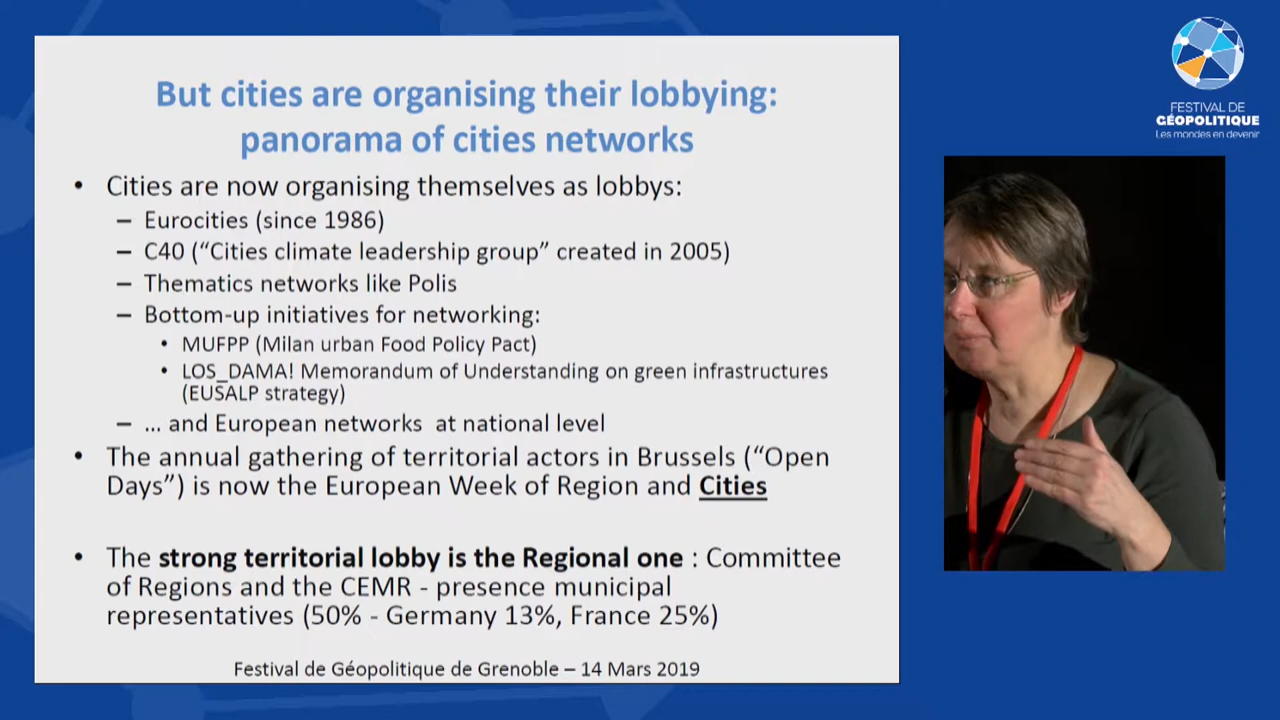 But cities are organising their lobbying:
panorama of cities networks
• Cities are now organising themselves as lobbys:
– Eurocities (since 1986)
– C40 (“Cities climate leadership group” created in 2005)
– Thematics networks like Polis
– Bottom-up initiatives for networking:
• MUFPP (Milan urban Food Policy Pact)
• LOS_DAMA! Memorandum of Understanding on green infrastructures
(EUSALP strategy)
– ... and European networks at national level
• The annual gathering of territorial actors in Brussels (“Open
Days”) is now the European Week of Region and Cities
• The strong territorial lobby is the Regional one : Committee
of Regions and the CEMR - presence municipal
representatives (50% - Germany 13%, France 25%)
Festival de Géopolitique de Grenoble – 14 Mars 2019
FESTIVAL DE
GÉOPOLITIQUE
Les mondes en devenir